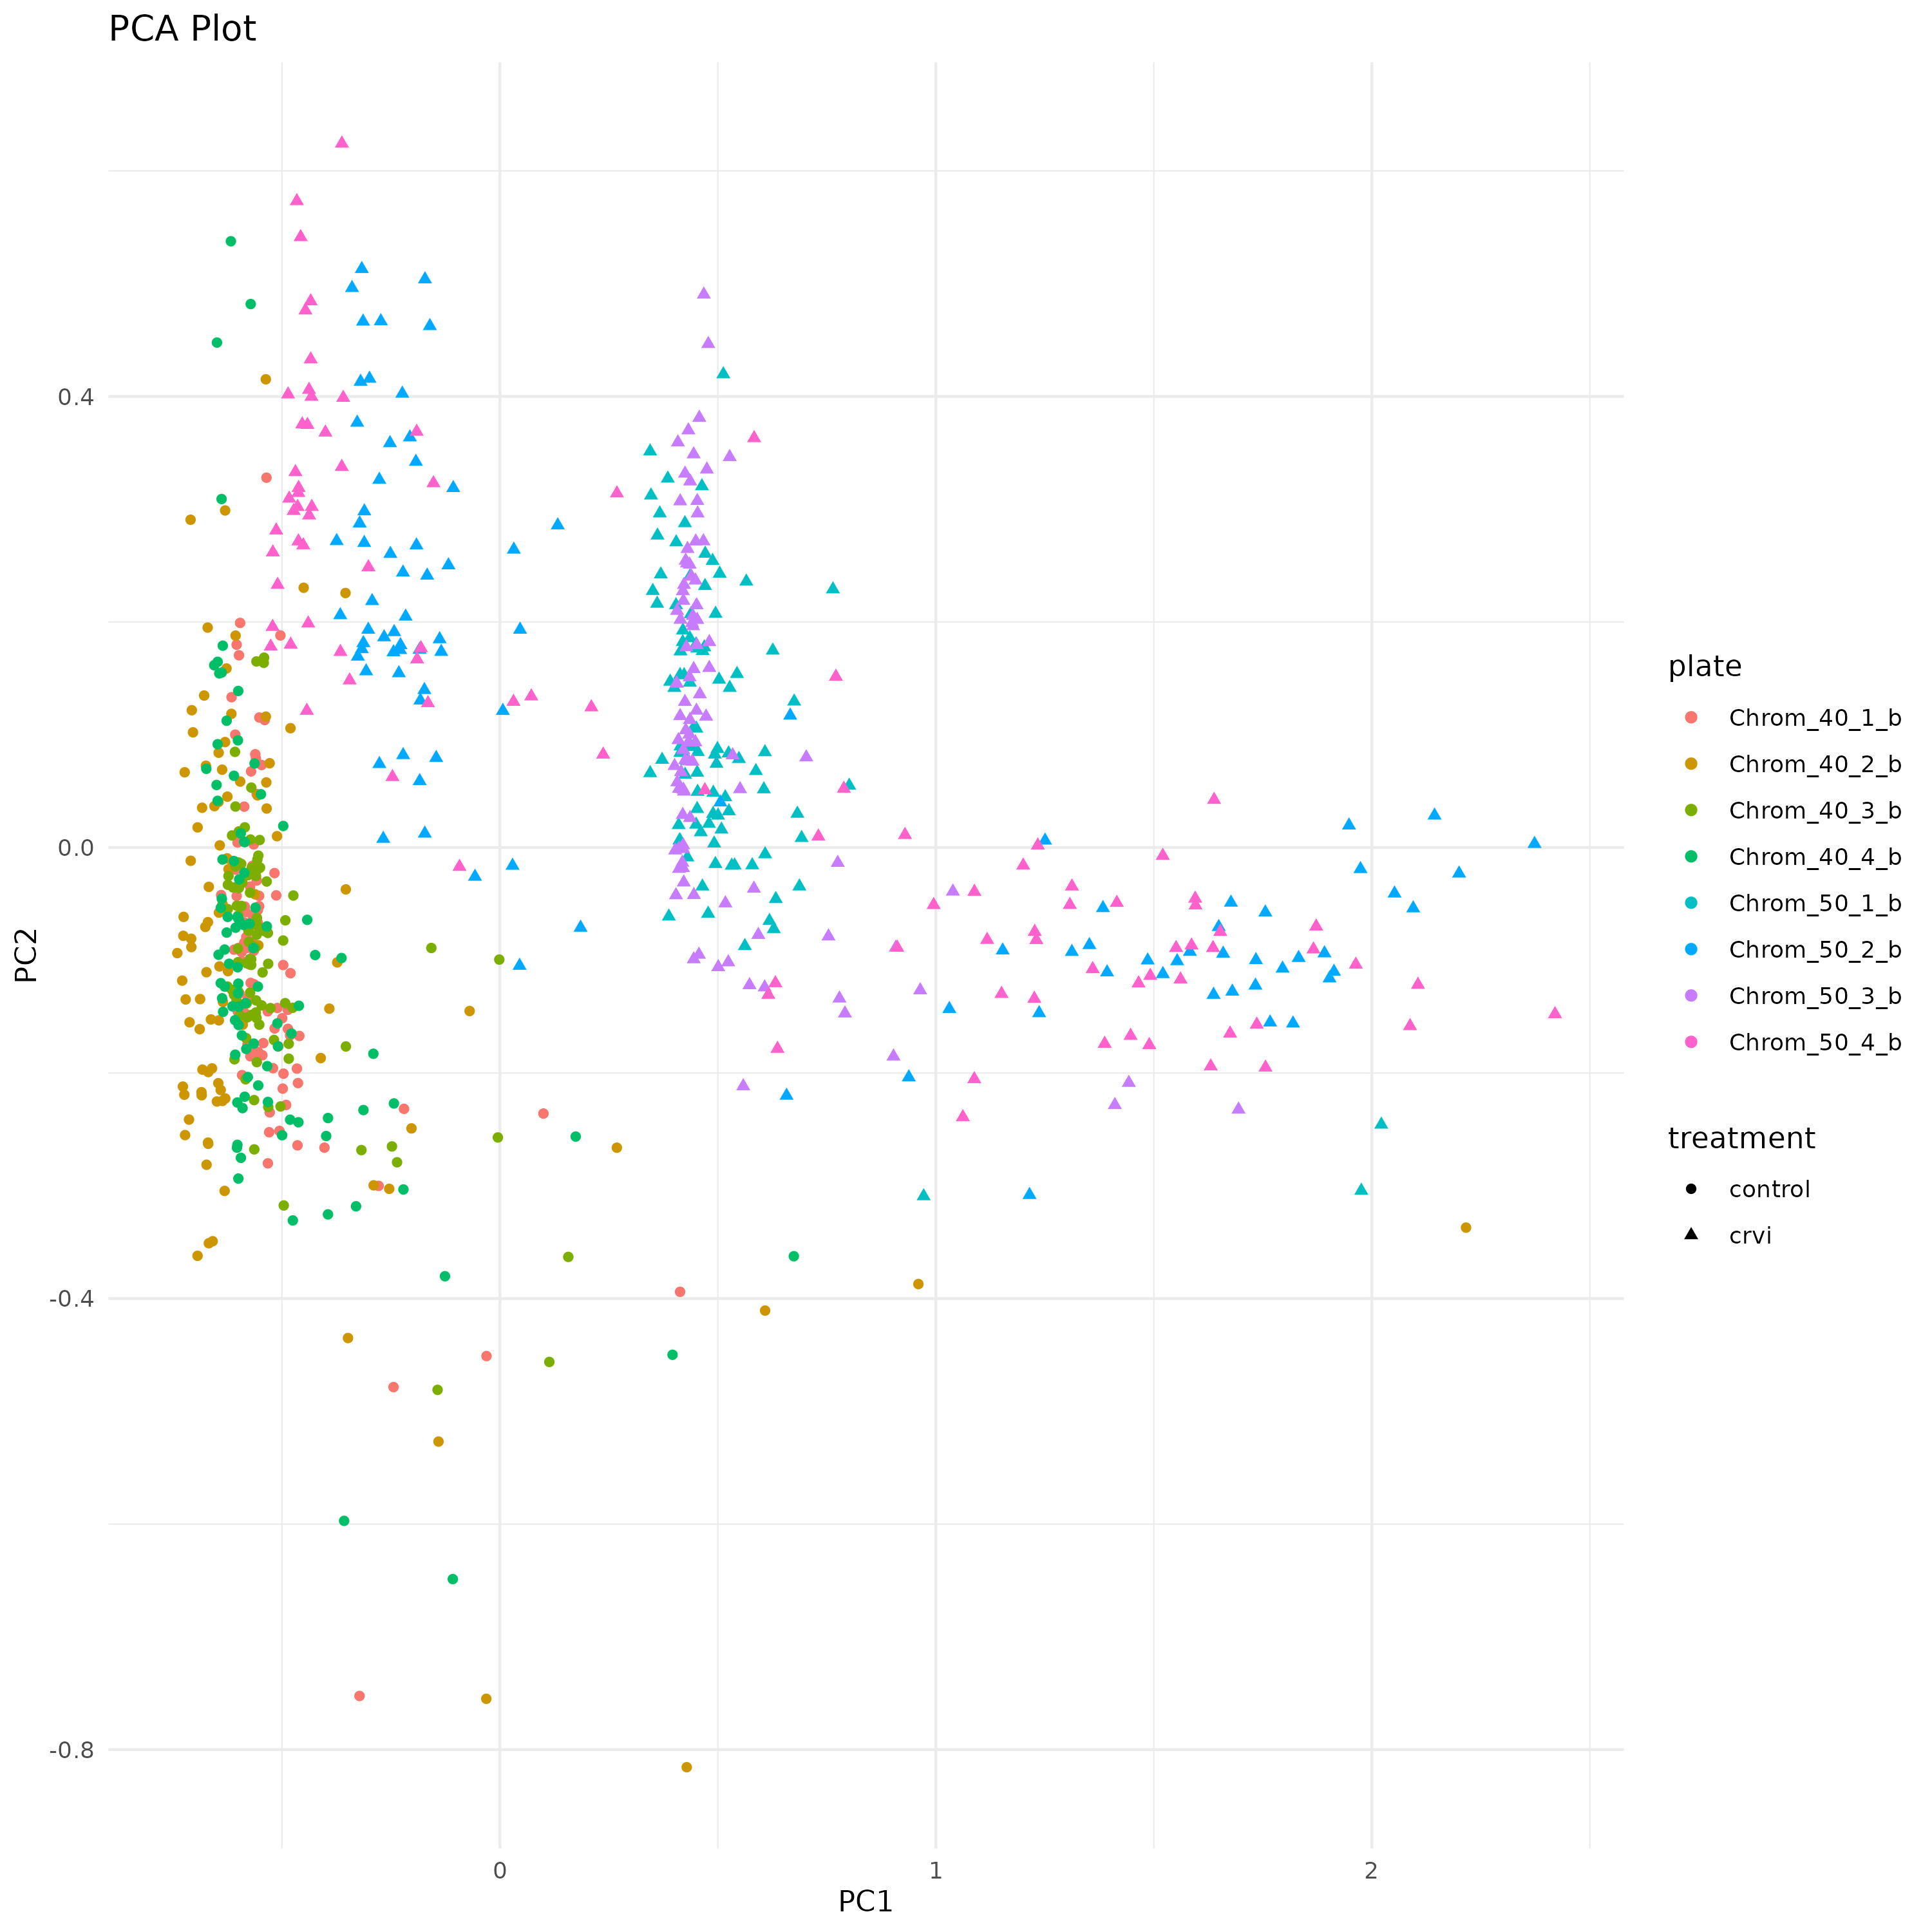 PCA Plot
0.4
0.0
-0.4
-0.8
PC2
0
1
2
PC1
plate
Chrom_40_1_b
Chrom_40_2_b
Chrom_40_3_b
Chrom_40_4_b
Chrom_50_1_b
Chrom_50_2_b
Chrom_50_3_b
Chrom_50_4_b
treatment
control
crvi